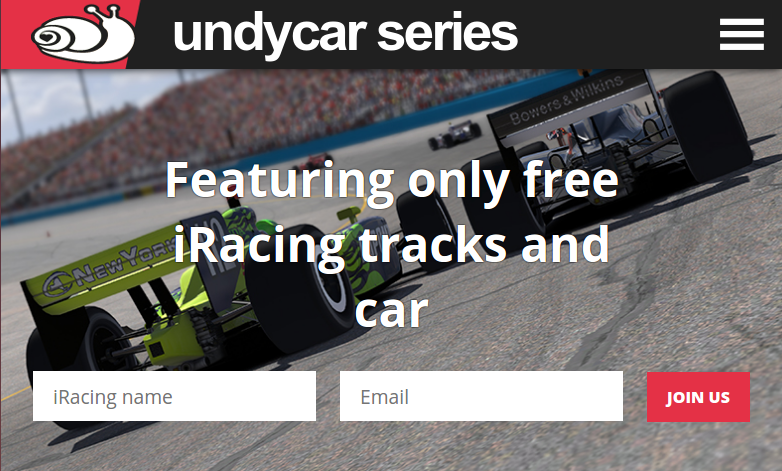 undycar series
Bowers & Wilkins
Featuring only free
iRacing tracks and
car
NEW YORK
iRacing name
Email
JOIN US